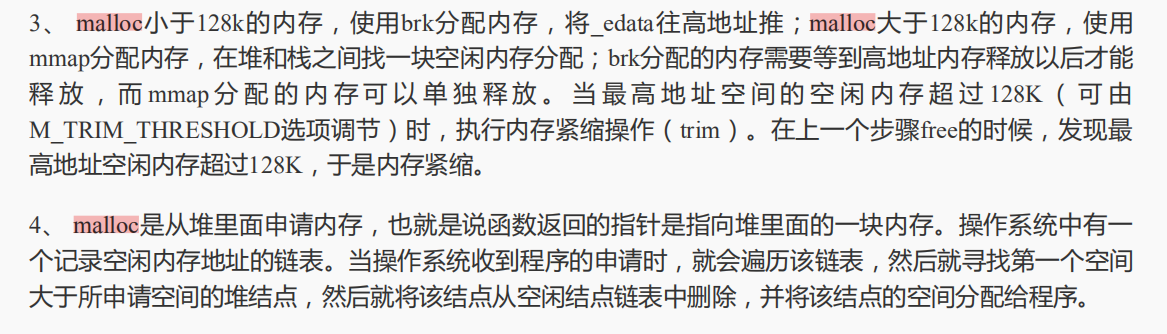 3、 malloc小于128k的内存，使用brk分配内存，将_edata往高地址推；malloc大于128k的内存，使用
mmap分配内存，在堆和栈之间找一块空闲内存分配；brk分配的内存需要等到高地址内存释放以后才能
释放，而mmap分配的内存可以单独释放。当最高地址空间的空闲内存超过128K（可由
M_TRIM_THRESHOLD选项调节）时，执行内存紧缩操作（trim）。在上一个步骤free的时候，发现最
高地址空闲内存超过128K，于是内存紧缩。
4、 malloc是从堆里面申请内存，也就是说函数返回的指针是指向堆里面的一块内存。操作系统中有一
个记录空闲内存地址的链表。当操作系统收到程序的申请时，就会遍历该链表，然后就寻找第一个空间
大于所申请空间的堆结点，然后就将该结点从空闲结点链表中删除，并将该结点的空间分配给程序。